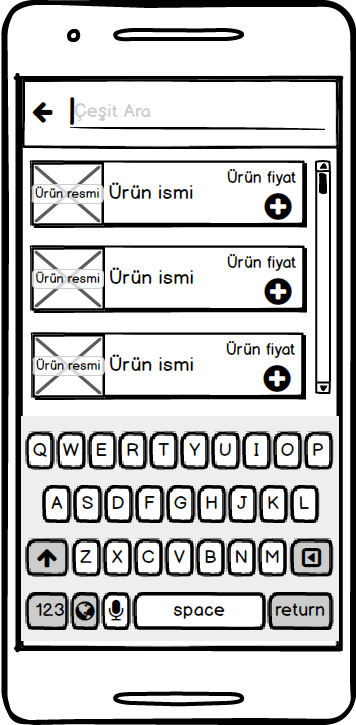 Çeşit Ara
Ürün fiyat
Ürün resmi Ürün ismi
Ürün fiyat
Ürün resmi Ürün ismi
Ürün fiyat
Ürün resmi Ürün ismi
Q W E R T Y U I O P
A S D F G H J K L
Z X C V B N M
123 space return